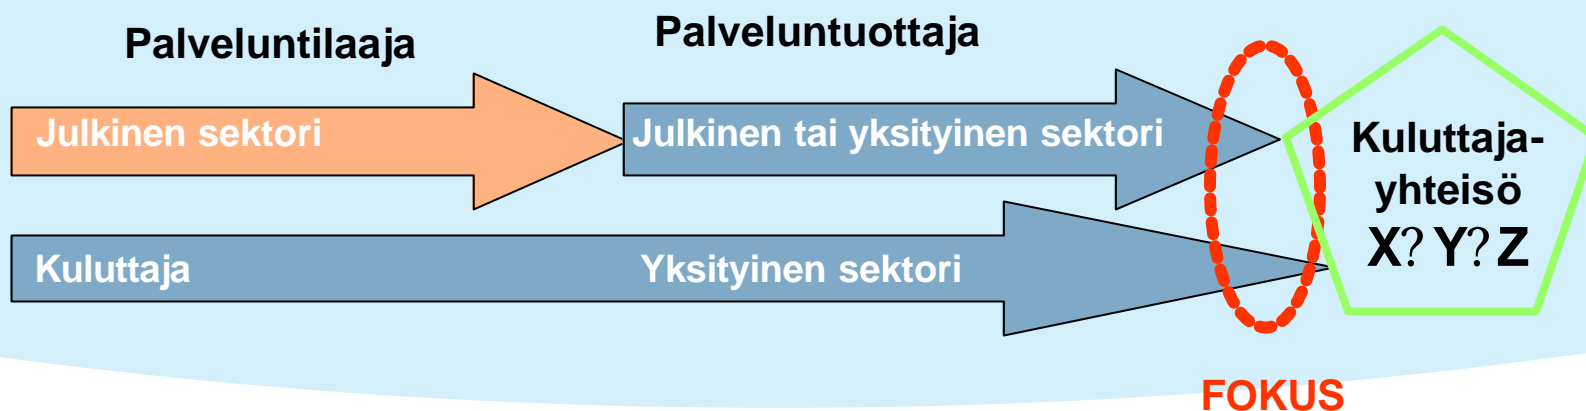 Palveluntilaaja
Palveluntuottaja
Julkinen sektori
Julkinen tai yksityinen sektori
Kuluttaja-
yhteisö
X? Y? Z
Kuluttaja
Yksityinen sektori
FOKUS